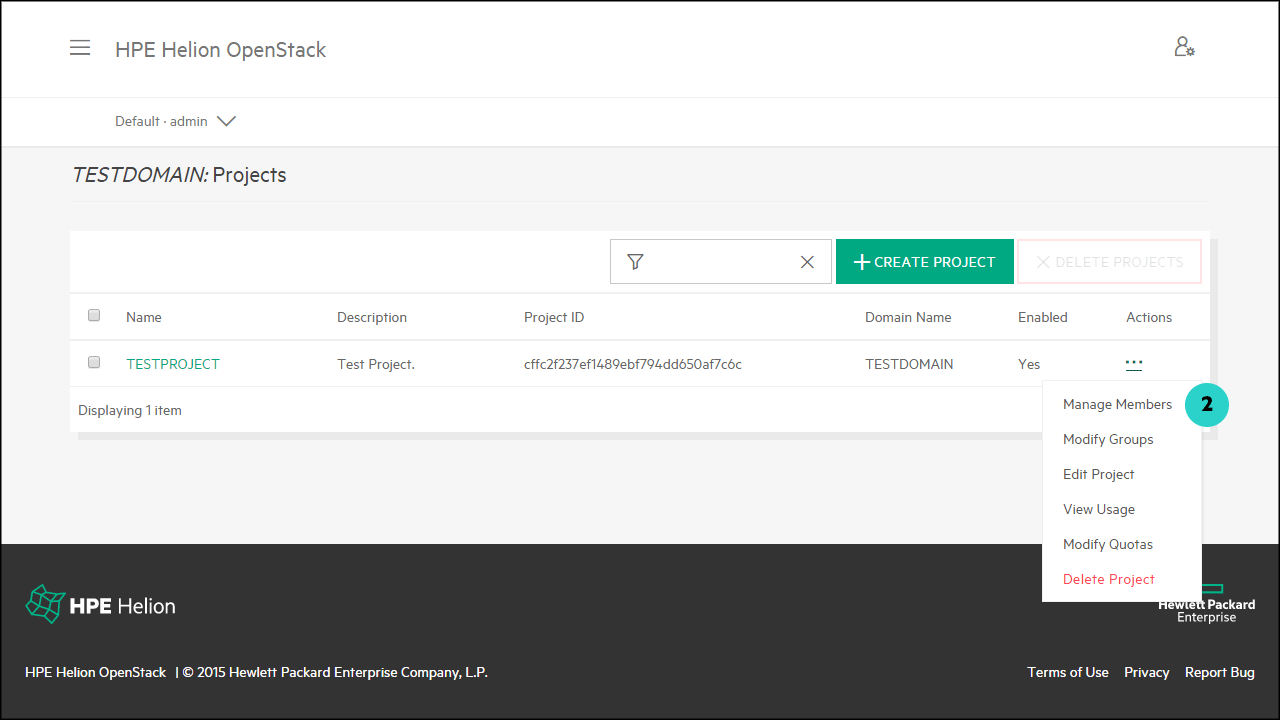 HPE Helion OpenStack
Default · admin
TESTDOMAIN: Projects
CREATE PROJECT
DELETE PROJECTS
Name Description Project ID Domain Name Enabled Actions
TESTPROJECT Test Project. cffc2f237ef1489ebf794dd650af7c6c TESTDOMAIN Yes
Displaying 1 item
Manage Members 2
Modify Groups
Edit Project
View Usage
Modify Quotas
Delete Project
HPE Helion
Hewlett Packard
Enterprise
HPE Helion OpenStack | © 2015 Hewlett Packard Enterprise Company, L.P. Terms of Use Privacy Report Bug